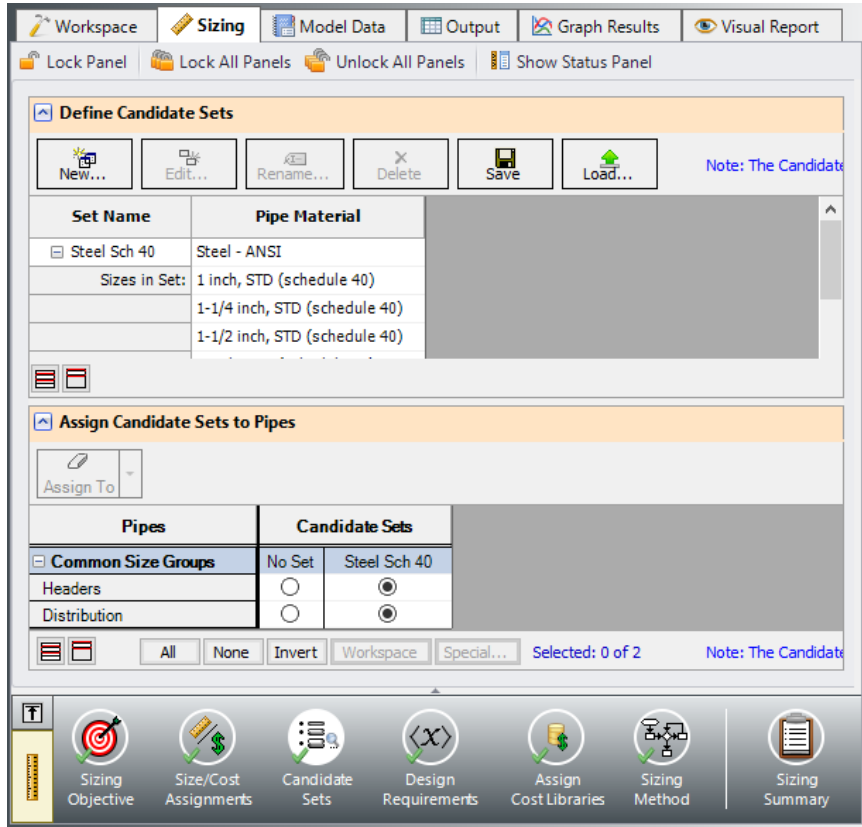 Workspace Sizing Model Data Output Graph Results Visual Report
Lock Panel Lock All Panels Unlock All Panels Show Status Panel
Define Candidate Sets
New... Edit... Rename... Delete Save Load... Note: The Candidate
Set Name Pipe Material
Steel Sch 40 Steel - ANSI
Sizes in Set: 1 inch, STD (schedule 40)
1-1/4 inch, STD (schedule 40)
1-1/2 inch, STD (schedule 40)
Assign Candidate Sets to Pipes
Assign To
Pipes Candidate Sets
Common Size Groups No Set Steel Sch 40
Headers
Distribution
All None Invert Workspace Special... Selected: 0 of 2 Note: The Candidate
Sizing Size/Cost Candidate Design Assign Sizing Sizing
Objective Assignments Sets Requirements Cost Libraries Method Summary